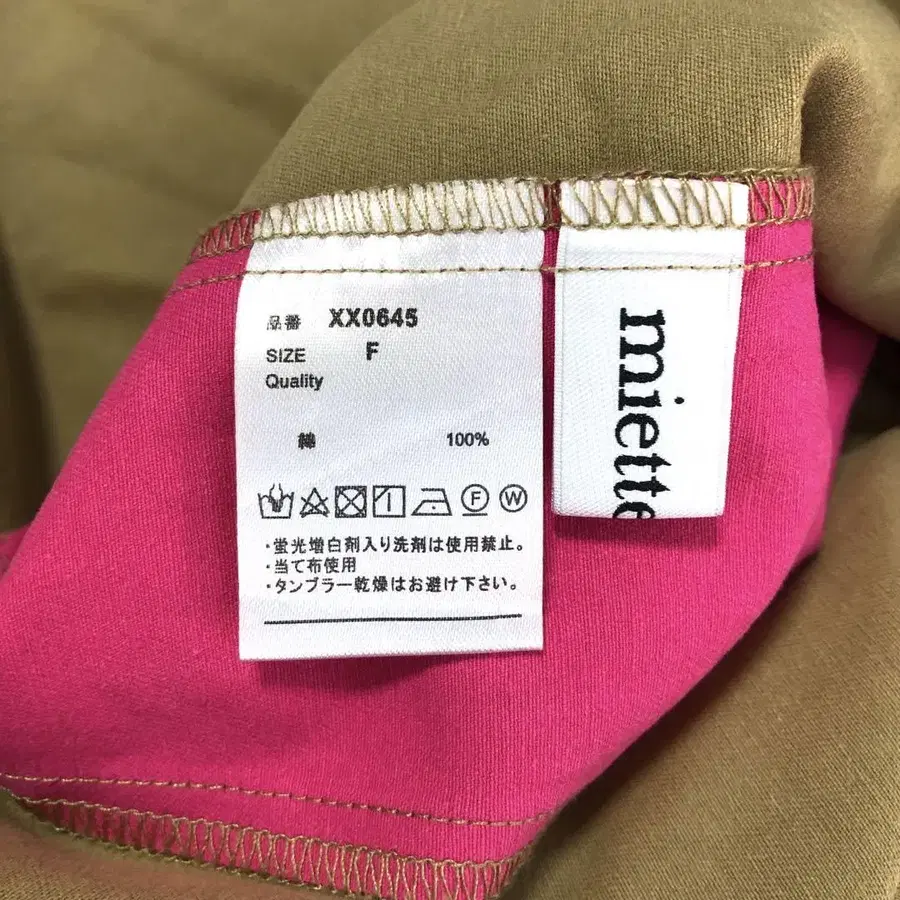 品番 XX0645
SIZE F
Quality
綿 100%
F W
・蛍光増白剤入り洗剤は使用禁止。
・当て布使用
・タンブラー乾燥はお避け下さい。
miette